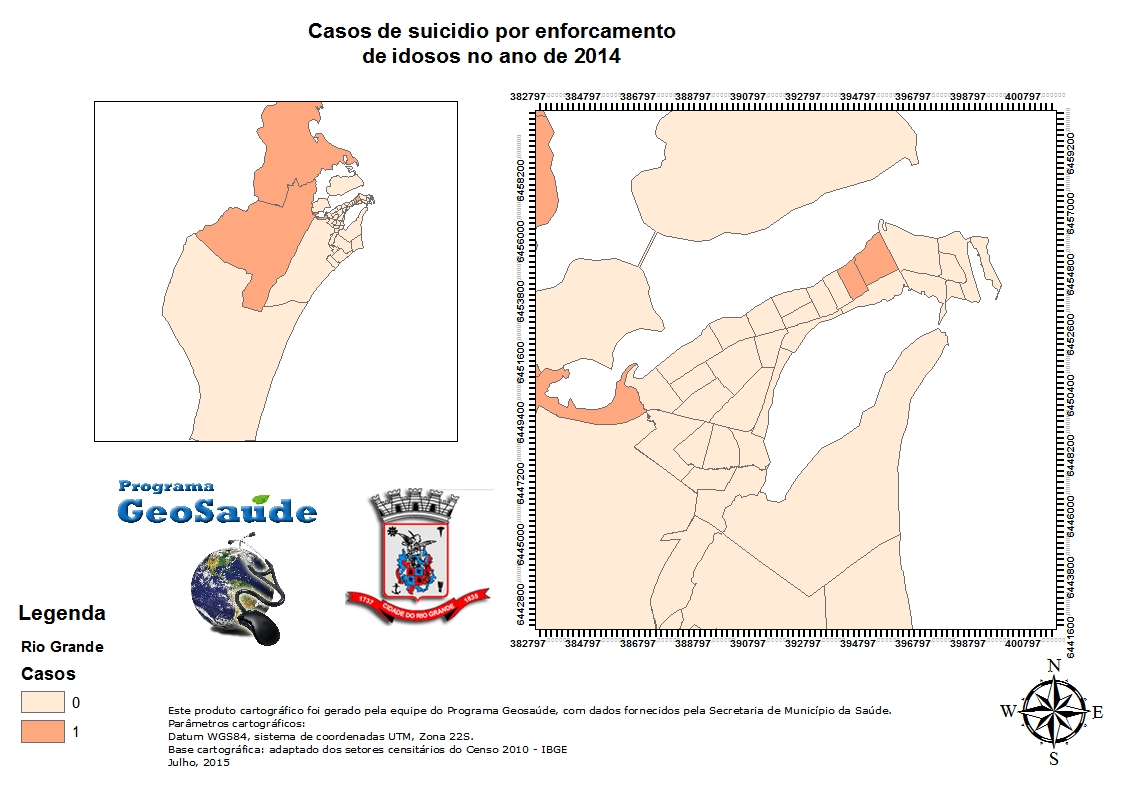 Casos de suicidio por enforcamento
de idosos no ano de 2014
382797 384797 386797 388797 390797 392797 394797 396797 398797 400797
6459200
6458200
6457000
6456000
6454800
6453800
6452600
6451600
6450400
6449400
6448200
6447200
6446000
6445000
6443800
6442800
6441600
382797 384797 386797 388797 390797 392797 394797 396797 398797 400797
Programa
GeoSaúde
1737 CIDADE DO RIO GRANDE 1835
Legenda
Rio Grande
Casos
0
1
Este produto cartográfico foi gerado pela equipe do Programa Geosaúde, com dados fornecidos pela Secretaria de Município da Saúde.
Parâmetros cartográficos:
Datum WGS84, sistema de coordenadas UTM, Zona 22S.
Base cartográfica: adaptado dos setores censitários do Censo 2010 - IBGE
Julho, 2015
N
W E
S